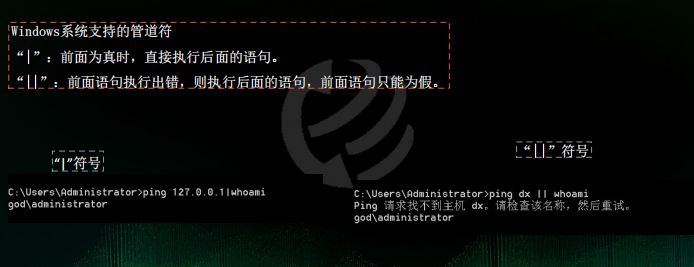 Windows系统支持的管道符
“|”：前面为真时，直接执行后面的语句。
“||”：前面语句执行出错，则执行后面的语句，前面语句只能为假。
“|”符号
C:\Users\Administrator>ping 127.0.0.1|whoami
god\administrator
“||”符号
C:\Users\Administrator>ping dx || whoami
Ping 请求找不到主机 dx。请检查该名称，然后重试。
god\administrator